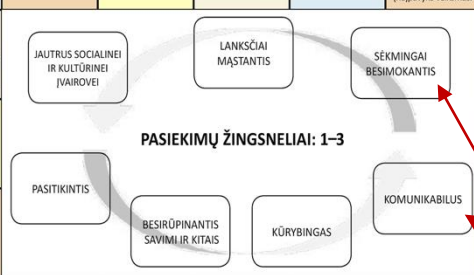 LANKSČIAI
MĄSTANTIS
JAUTRUS SOCIALINEI
IR KULTŪRINEI
ĮVAIROVEI
SĖKMINGAI
BESIMOKANTIS
PASIEKIMŲ ŽINGSNELIAI: 1–3
PASITIKINTIS
KOMUNIKABILUS
BESIRŪPINANTIS
SAVIMI IR KITAIS
KŪRYBINGAS